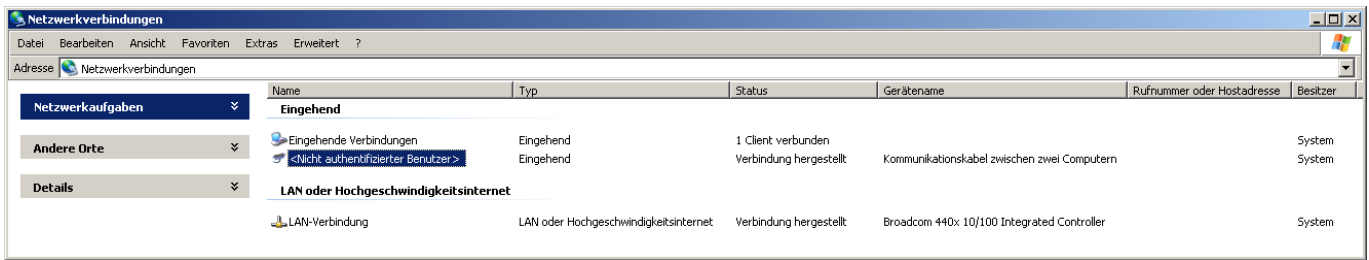 Netzwerkverbindungen
Datei Bearbeiten Ansicht Favoriten Extras Erweitert ?
Adresse Netzwerkverbindungen
Netzwerkaufgaben
Andere Orte
Details
Name Typ Status Gerätename Rufnummer oder Hostadresse Besitzer
Eingehend
Eingehende Verbindungen Eingehend 1 Client verbunden System
<Nicht authentifizierter Benutzer> Eingehend Verbindung hergestellt Kommunikationskabel zwischen zwei Computern System
LAN oder Hochgeschwindigkeitsinternet
LAN-Verbindung LAN oder Hochgeschwindigkeitsinternet Verbindung hergestellt Broadcom 440x 10/100 Integrated Controller System